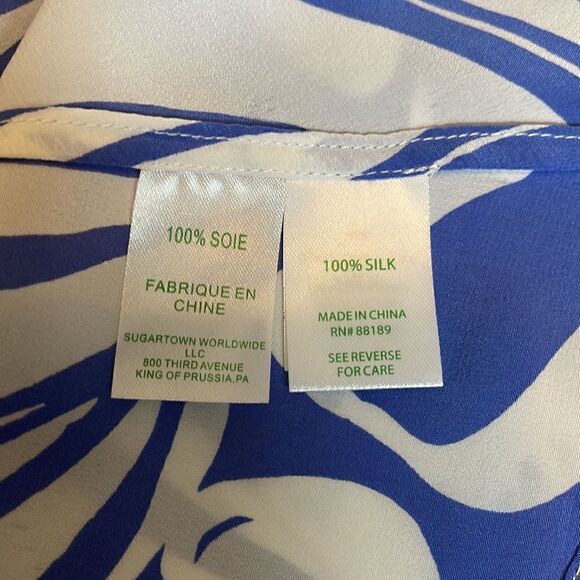 100% SOIE
FABRIQUE EN
CHINE
SUGARTOWN WORLDWIDE
LLC
800 THIRD AVENUE
KING OF PRUSSIA,PA
100% SILK
MADE IN CHINA
RN# 88189
SEE REVERSE
FOR CARE